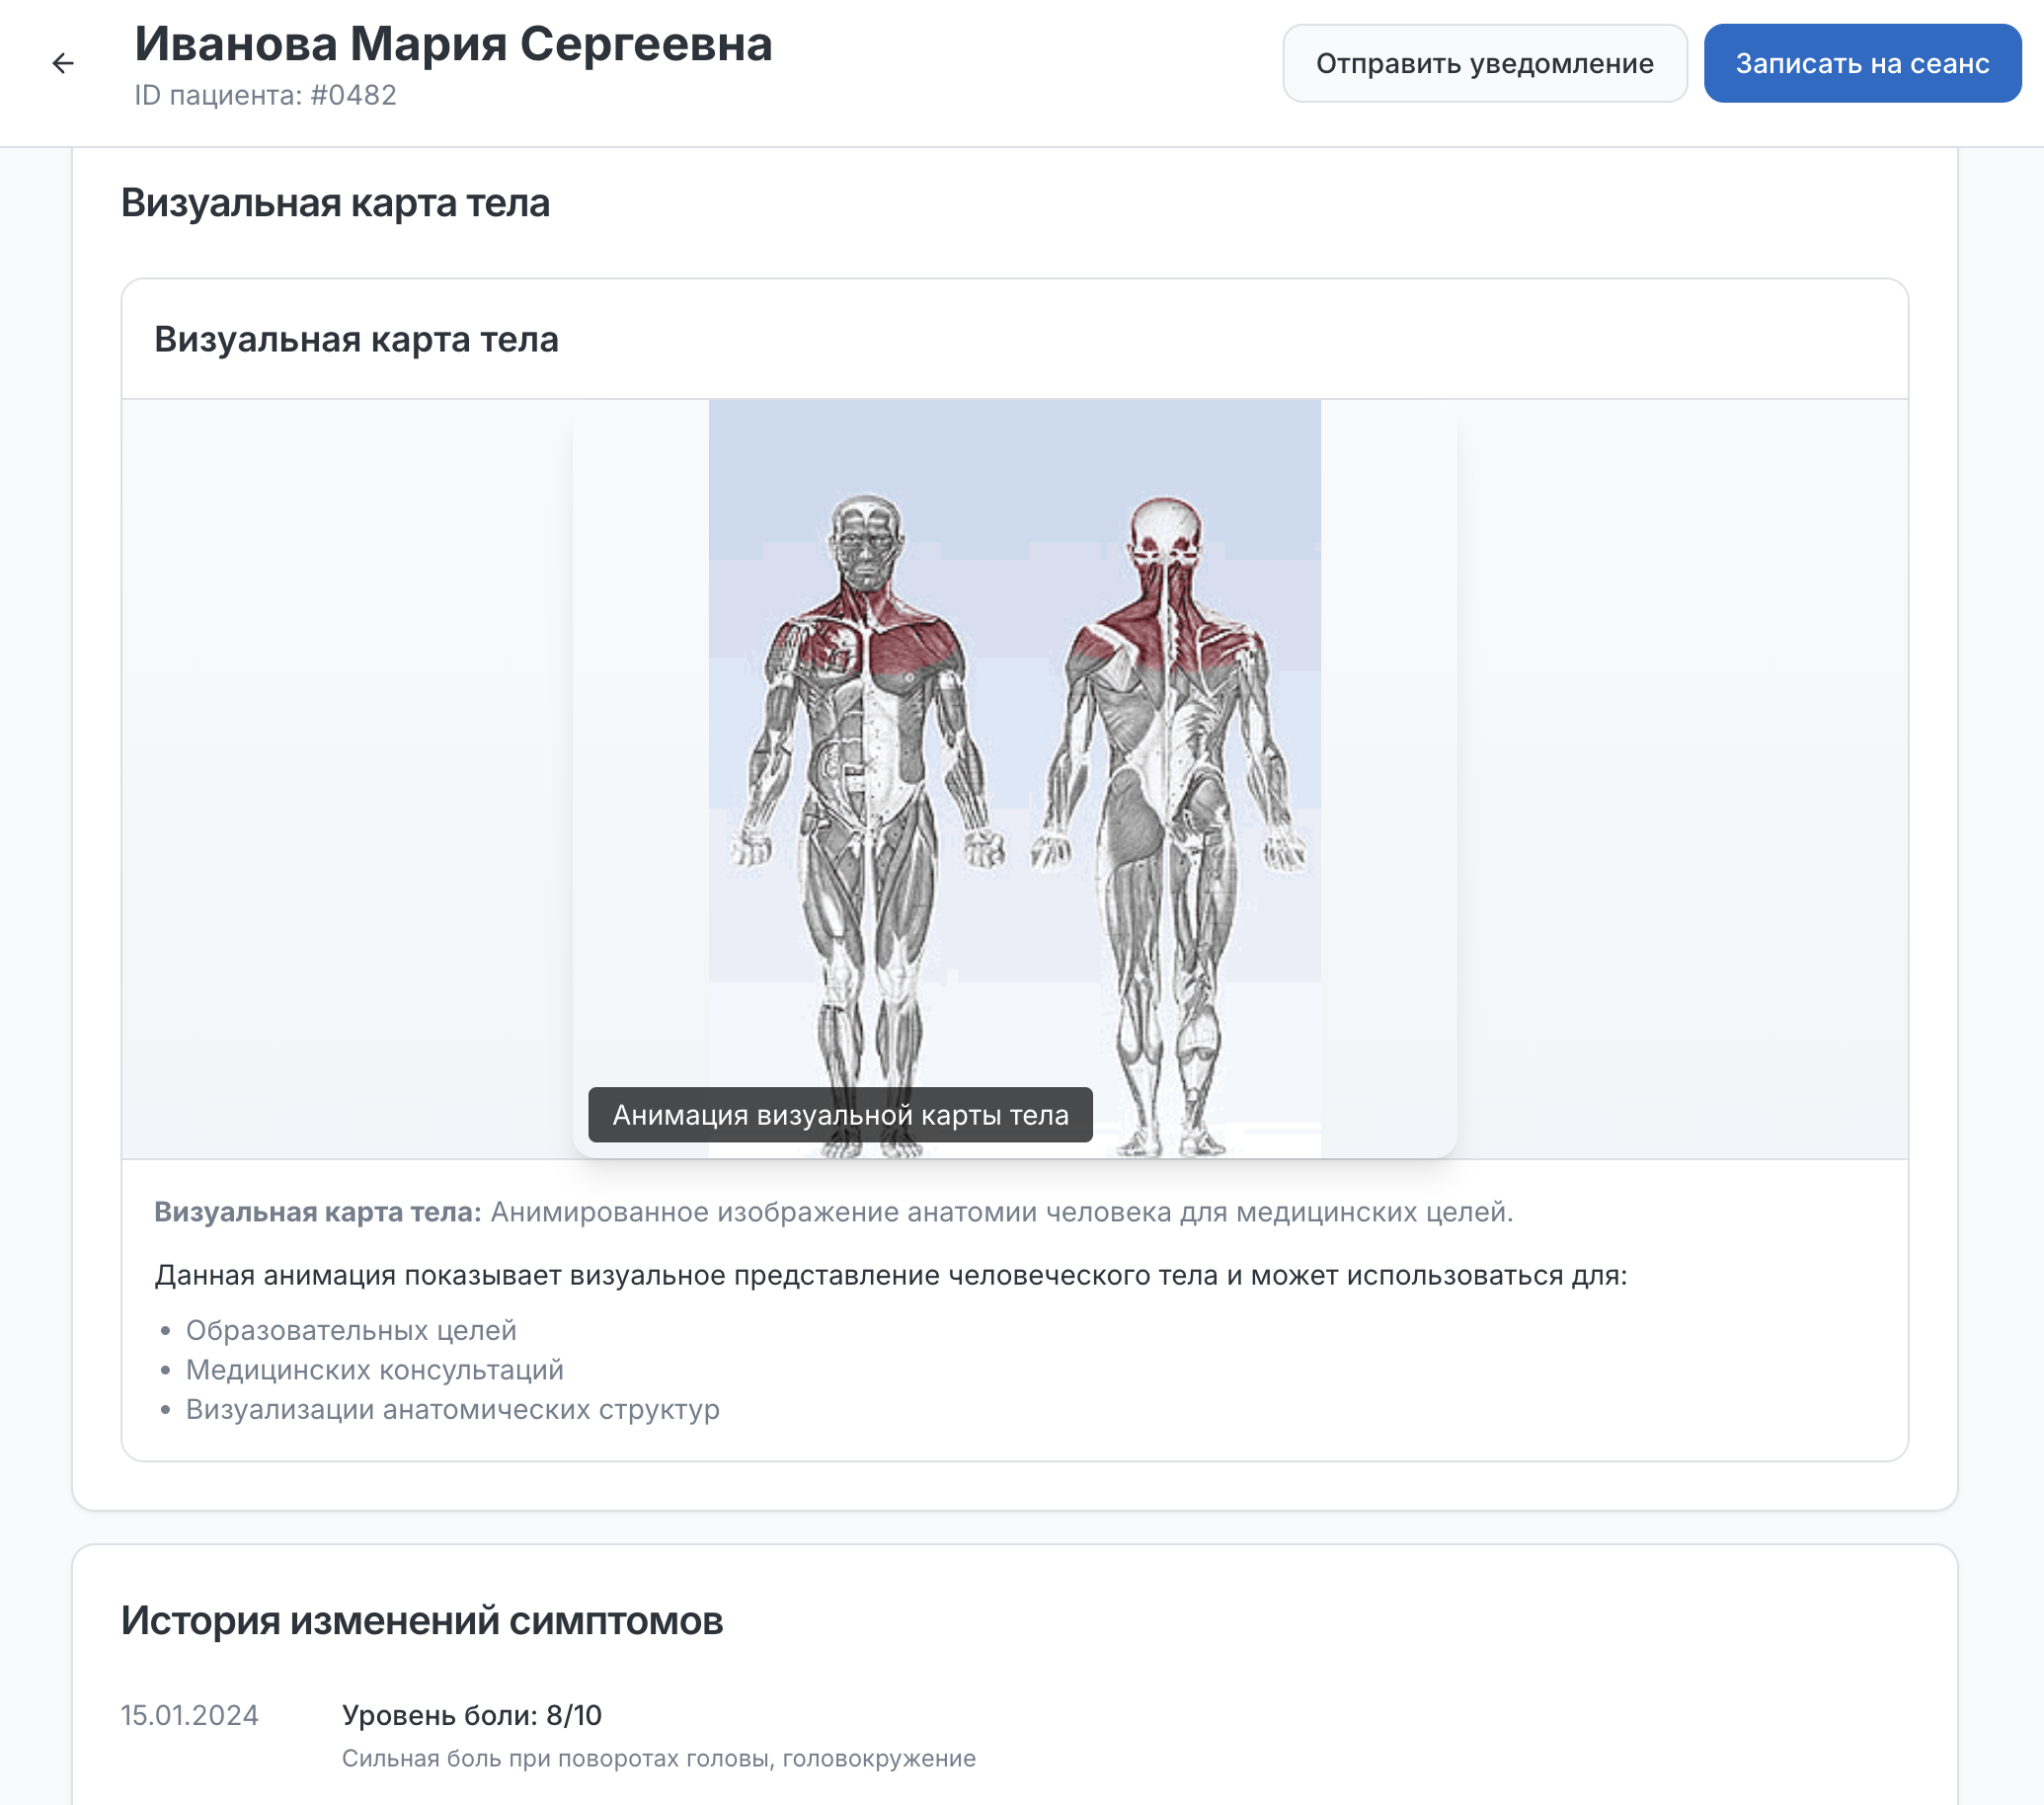 Иванова Мария Сергеевна
ID пациента: #0482
Отправить уведомление
Записать на сеанс
Визуальная карта тела
Визуальная карта тела
Анимация визуальной карты тела
Визуальная карта тела: Анимированное изображение анатомии человека для медицинских целей.
Данная анимация показывает визуальное представление человеческого тела и может использоваться для:
• Образовательных целей
• Медицинских консультаций
• Визуализации анатомических структур
История изменений симптомов
15.01.2024
Уровень боли: 8/10
Сильная боль при поворотах головы, головокружение